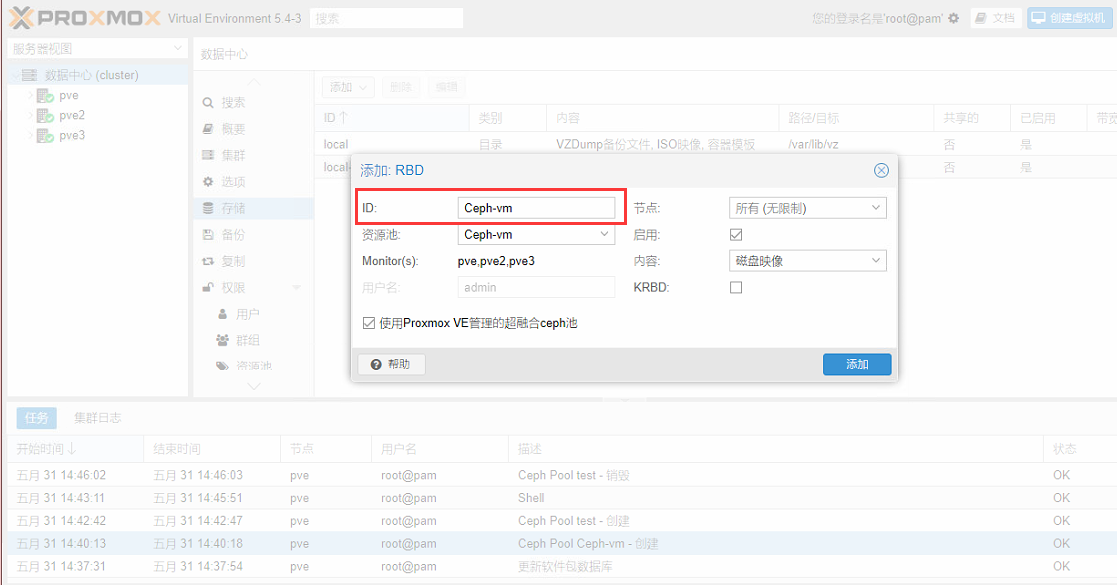 PROXMOX Virtual Environment 5.4-3 搜索 您的登录名是'root@pam' 文档 创建虚拟机
服务器视图
数据中心 (cluster)
pve
pve2
pve3
数据中心
搜索
概要
集群
选项
存储
备份
复制
权限
用户
群组
资源池
添加 删除 编辑
ID 类别 内容 路径/目标 共享的 已启用 带宽
local 目录 VZDump备份文件, ISO映像, 容器模板 /var/lib/vz 否 是
local- 否 是
添加: RBD
ID: Ceph-vm 节点: 所有 (无限制)
资源池: Ceph-vm 启用:
Monitor(s): pve,pve2,pve3 内容: 磁盘映像
用户名: admin KRBD:
使用Proxmox VE管理的超融合ceph池
帮助 添加
任务 集群日志
开始时间↓ 结束时间 节点 用户名 描述 状态
五月 31 14:46:02 五月 31 14:46:03 pve root@pam Ceph Pool test - 销毁 OK
五月 31 14:43:11 五月 31 14:45:51 pve root@pam Shell OK
五月 31 14:42:42 五月 31 14:42:47 pve root@pam Ceph Pool test - 创建 OK
五月 31 14:40:13 五月 31 14:40:18 pve root@pam Ceph Pool Ceph-vm - 创建 OK
五月 31 14:37:31 五月 31 14:37:54 pve root@pam 更新软件包数据库 OK